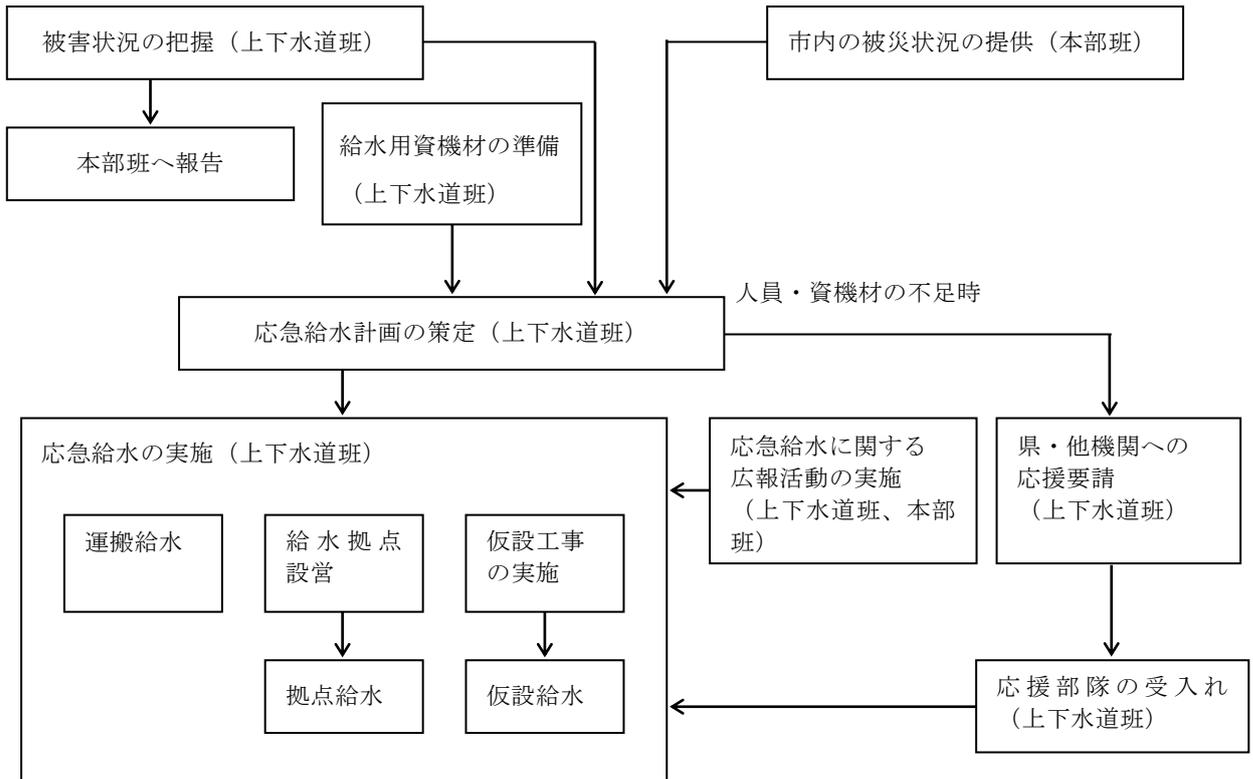 被害状況の把握（上下水道班）
市内の被災状況の提供（本部班）
本部班へ報告
給水用資機材の準備
（上下水道班）
人員・資機材の不足時
応急給水計画の策定（上下水道班）
応急給水の実施（上下水道班）
運搬給水
給水拠点
設営
仮設工事
の実施
拠点給水
仮設給水
応急給水に関する
広報活動の実施
（上下水道班、本部
班）
県・他機関への
応援要請
（上下水道班）
応援部隊の受入れ
（上下水道班）